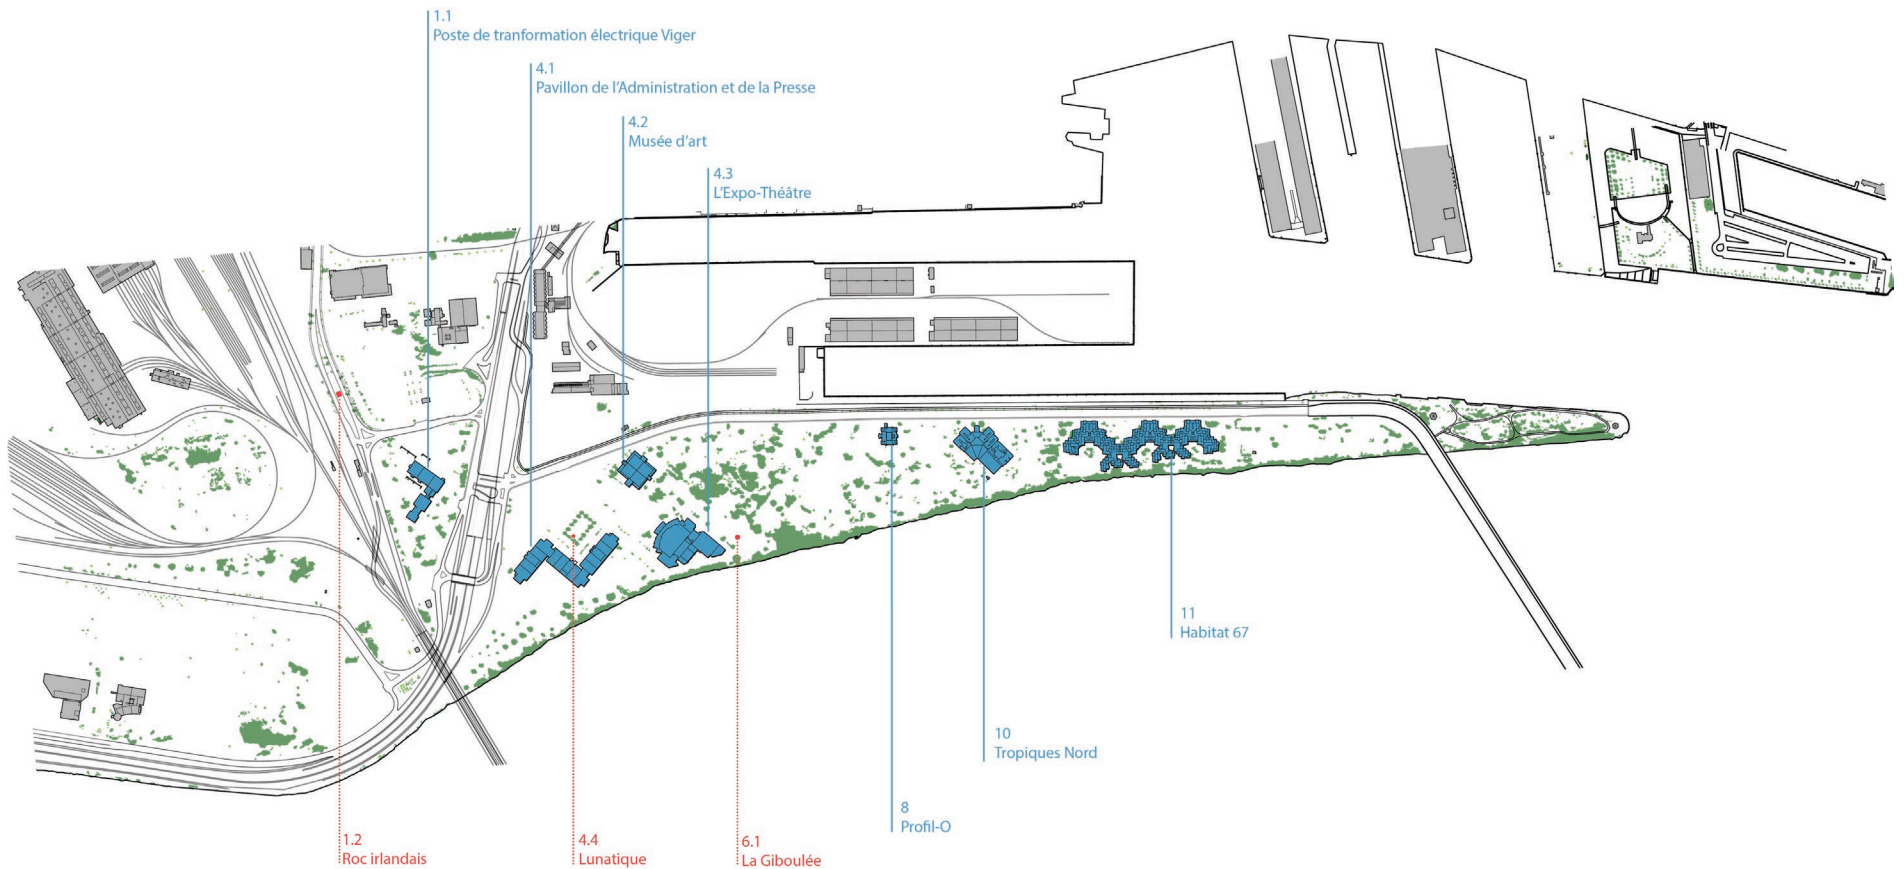 1.1
Poste de tranformation électrique Viger
4.1
Pavillon de l'Administration et de la Presse
4.2
Musée d'art
4.3
L'Expo-Théâtre
11
Habitat 67
10
Tropiques Nord
8
Profil-O
1.2
Roc irlandais
4.4
Lunatique
6.1
La Giboulée